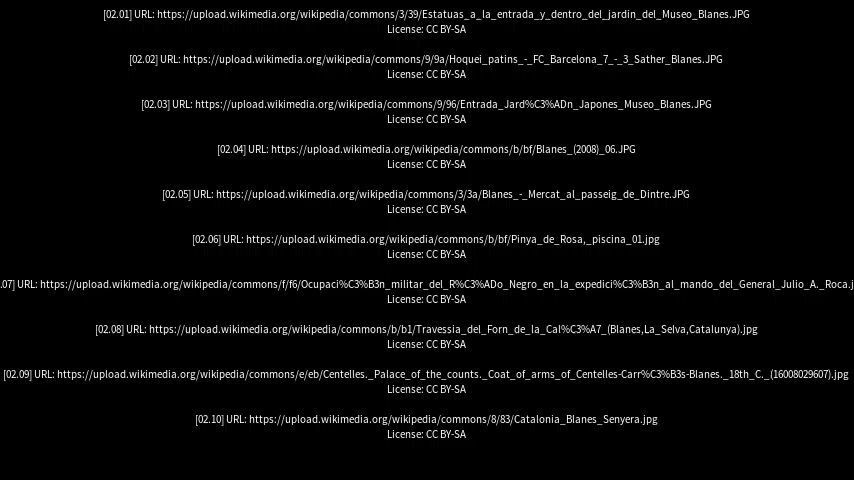 [02.01] URL: https://upload.wikimedia.org/wikipedia/commons/3/39/Estatuas_a_la_entrada_y_dentro_del_jardin_del_Museo_Blanes.JPG
License: CC BY-SA
[02.02] URL: https://upload.wikimedia.org/wikipedia/commons/9/9a/Hoquei_patins_-_FC_Barcelona_7_-_3_Sather_Blanes.JPG
License: CC BY-SA
[02.03] URL: https://upload.wikimedia.org/wikipedia/commons/9/96/Entrada_Jard%C3%ADn_Japones_Museo_Blanes.JPG
License: CC BY-SA
[02.04] URL: https://upload.wikimedia.org/wikipedia/commons/b/bf/Blanes_(2008)_06.JPG
License: CC BY-SA
[02.05] URL: https://upload.wikimedia.org/wikipedia/commons/3/3a/Blanes_-_Mercat_al_passeig_de_Dintre.JPG
License: CC BY-SA
[02.06] URL: https://upload.wikimedia.org/wikipedia/commons/b/bf/Pinya_de_Rosa,_piscina_01.jpg
License: CC BY-SA
.07] URL: https://upload.wikimedia.org/wikipedia/commons/f/f6/Ocupaci%C3%B3n_militar_del_R%C3%ADo_Negro_en_la_expedici%C3%B3n_al_mando_del_General_Julio_A._Roca.j
License: CC BY-SA
[02.08] URL: https://upload.wikimedia.org/wikipedia/commons/b/b1/Travessia_del_Forn_de_la_Cal%C3%A7_(Blanes,La_Selva,Catalunya).jpg
License: CC BY-SA
[02.09] URL: https://upload.wikimedia.org/wikipedia/commons/e/eb/Centelles._Palace_of_the_counts._Coat_of_arms_of_Centelles-Carr%C3%B3s-Blanes._18th_C._(16008029607).jpg
License: CC BY-SA
[02.10] URL: https://upload.wikimedia.org/wikipedia/commons/8/83/Catalonia_Blanes_Senyera.jpg
License: CC BY-SA